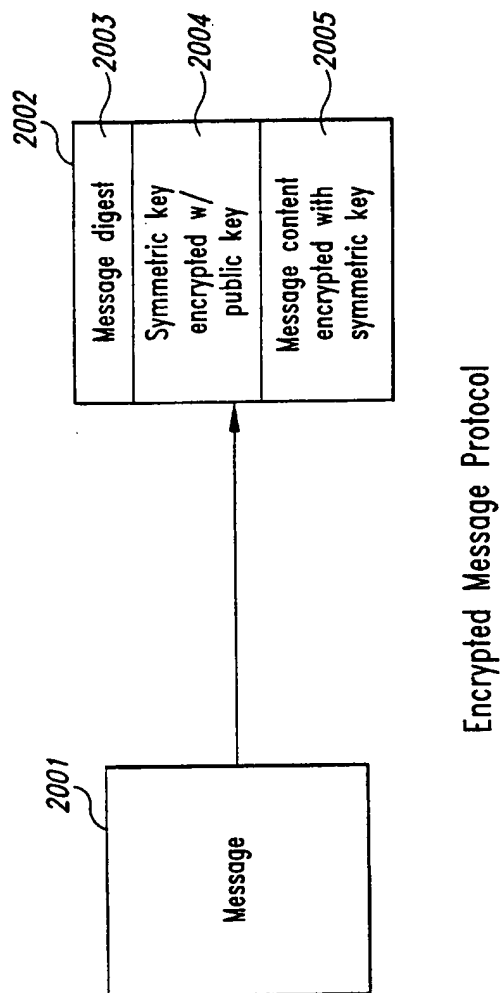 2001
Message
2002
Message digest
2003
Symmetric key
encrypted w/
public key
2004
Message content
encrypted with
symmetric key
2005
Encrypted Message Protocol